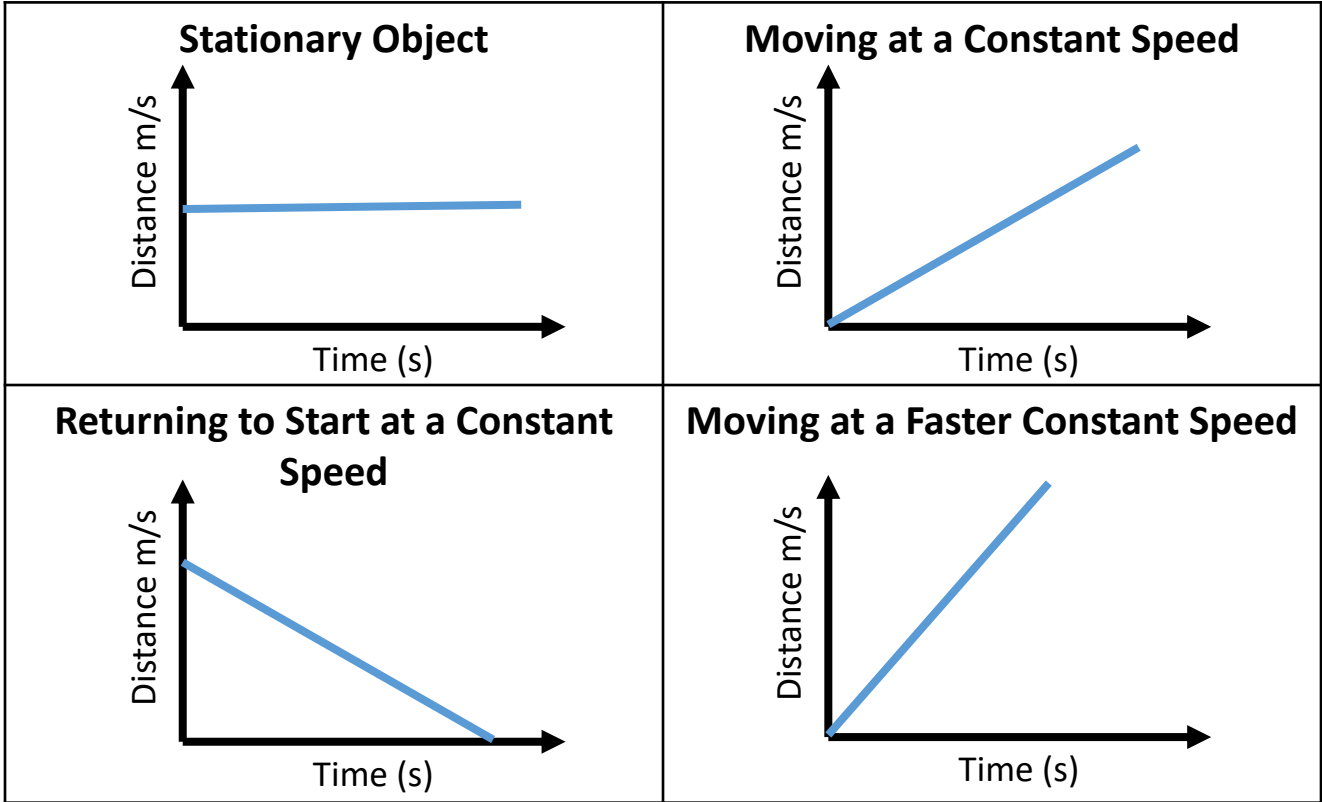 Stationary Object
Distance m/s
Time (s)
Moving at a Constant Speed
Distance m/s
Time (s)
Returning to Start at a Constant
Speed
Distance m/s
Time (s)
Moving at a Faster Constant Speed
Distance m/s
Time (s)